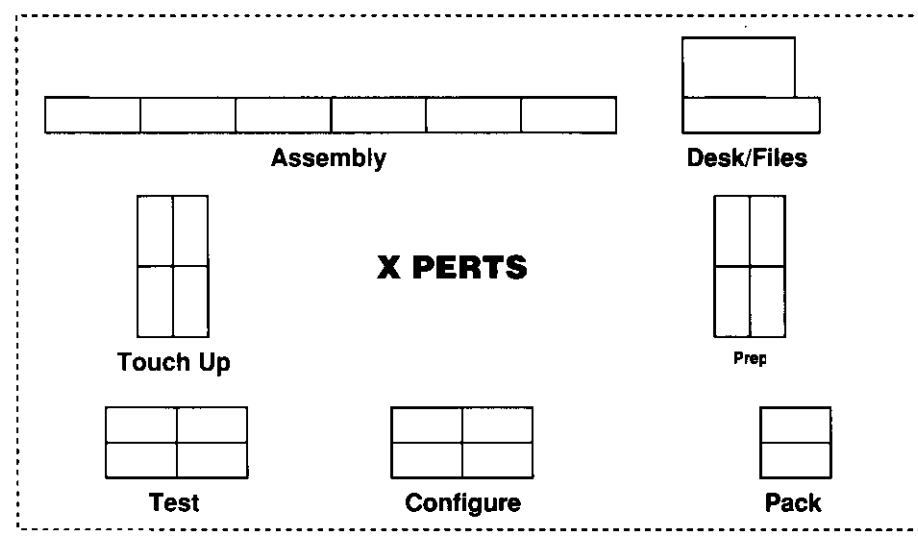 Assembly
Desk/Files
X PERTS
Touch Up
Prep
Test
Configure
Pack